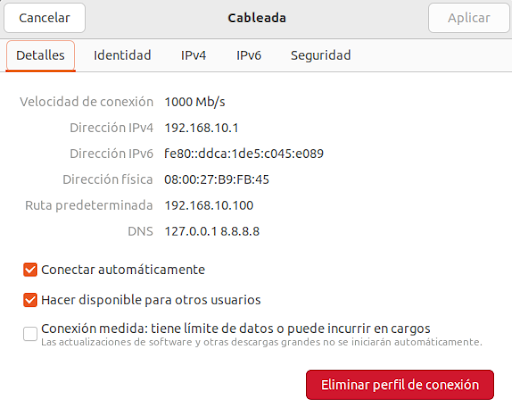 Cancelar Cableada Aplicar
Detalles Identidad IPv4 IPv6 Seguridad
Velocidad de conexión 1000 Mb/s
Dirección IPv4 192.168.10.1
Dirección IPv6 fe80::ddca:1de5:c045:e089
Dirección física 08:00:27:B9:FB:45
Ruta predeterminada 192.168.10.100
DNS 127.0.0.1 8.8.8.8
Conectar automáticamente
Hacer disponible para otros usuarios
Conexión medida: tiene límite de datos o puede incurrir en cargos
Las actualizaciones de software y otras descargas grandes no se iniciarán automáticamente.
Eliminar perfil de conexión